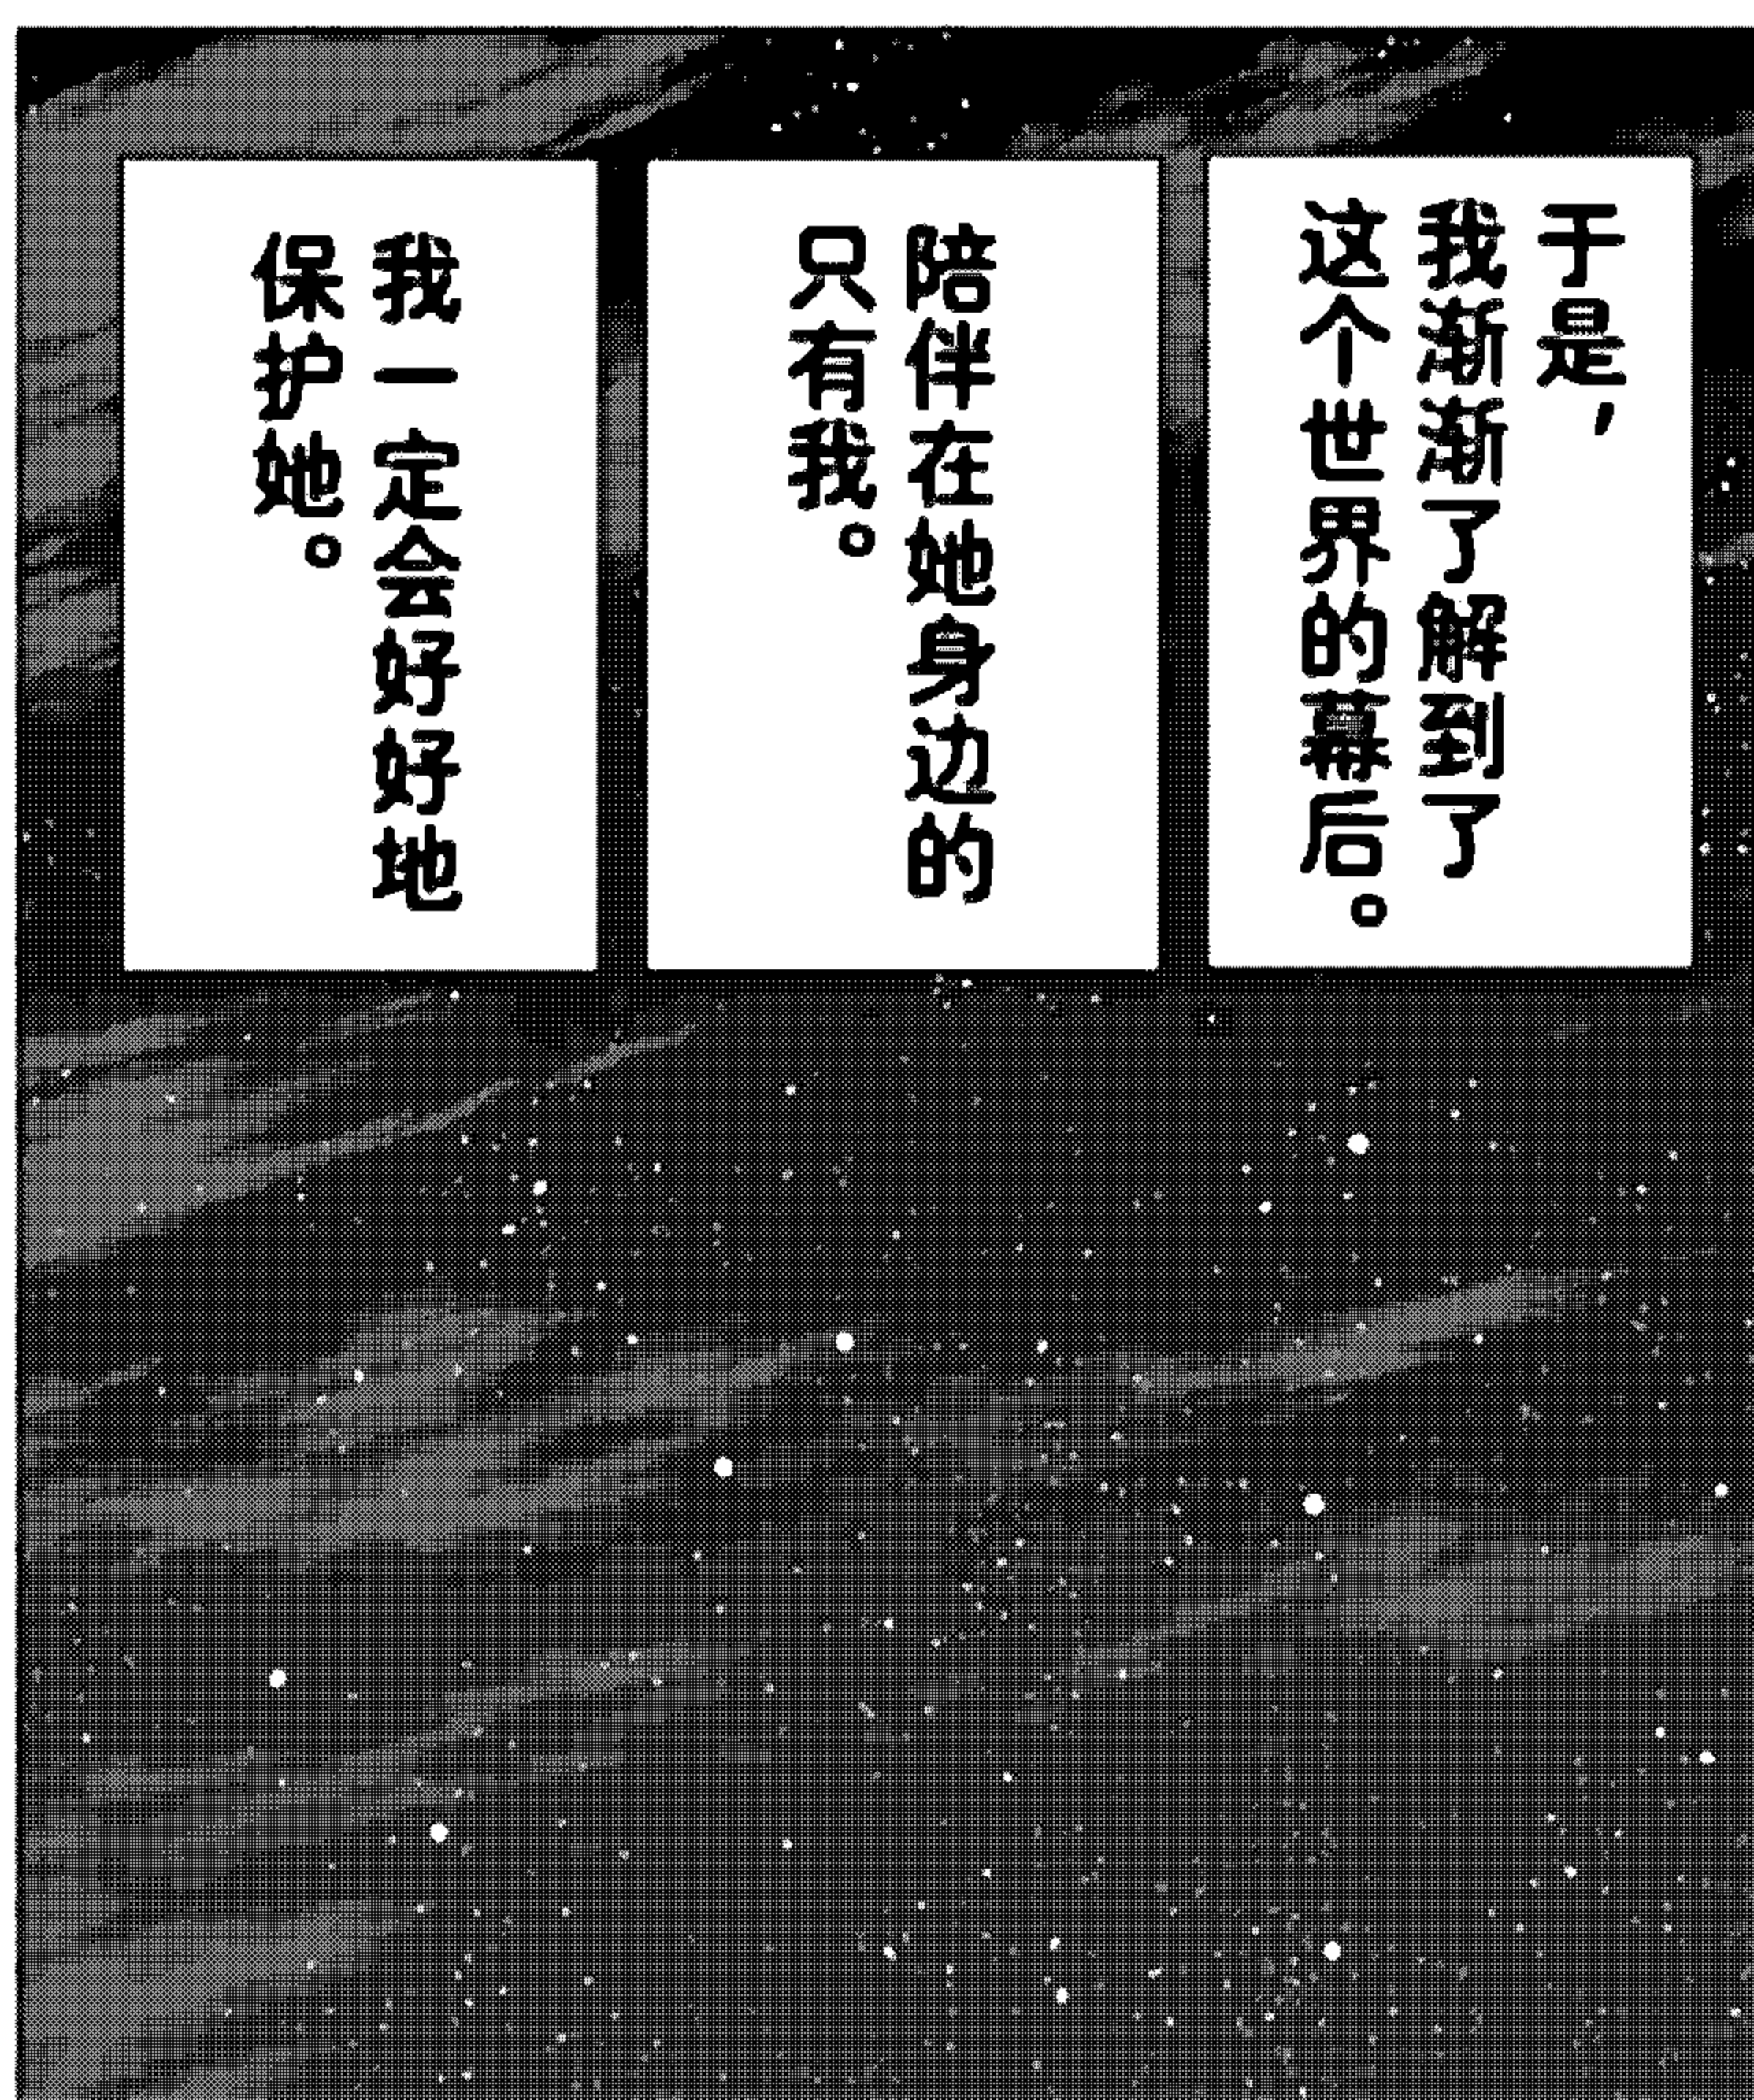 于是，
我渐渐了解到了
这个世界的幕后。
陪伴在她身边的
只有我。
我一定会好好地
保护她。